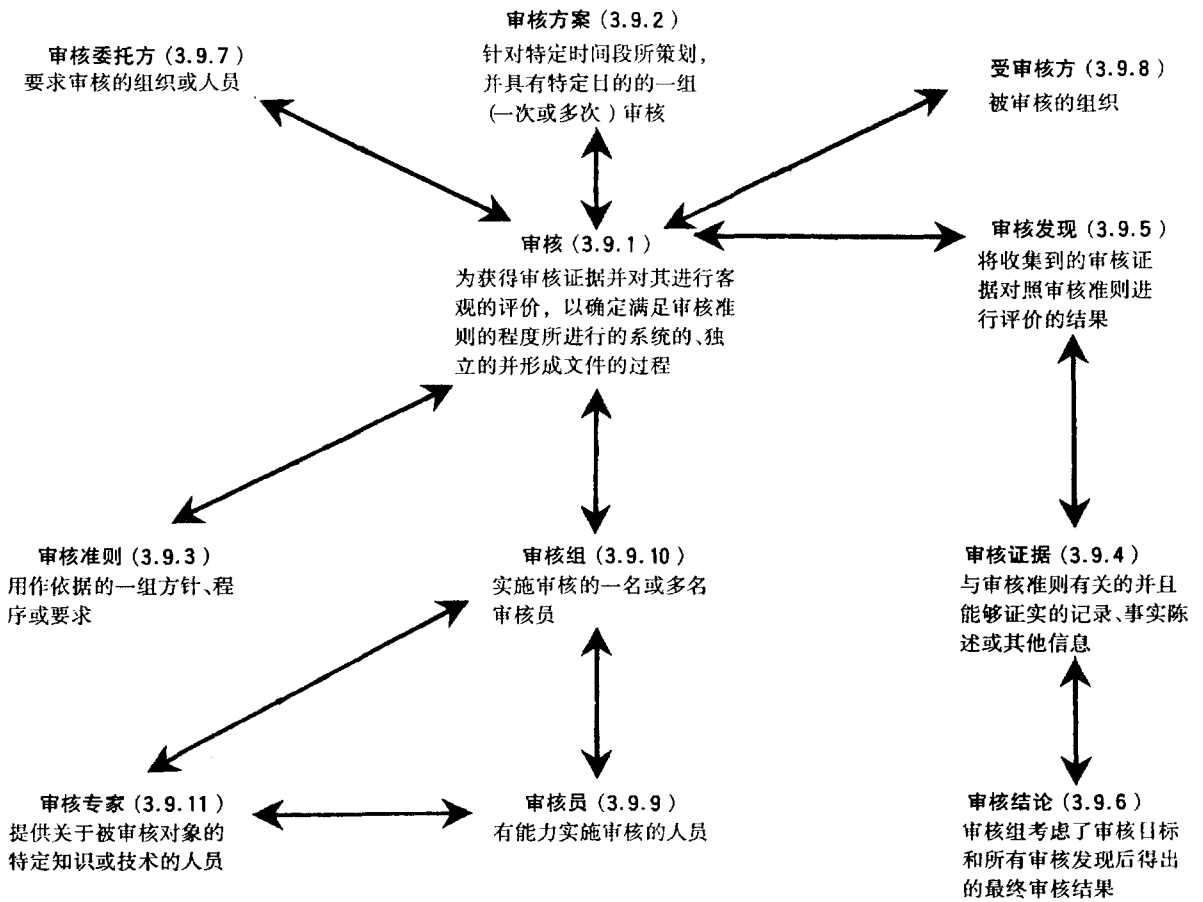 审核方案 (3.9.2)
针对特定时间段所策划,
并具有特定日的的一组
(一次或多次) 审核
审核委托方 (3.9.7)
要求审核的组织或人员
受审核方 (3.9.8)
被审核的组织
审核 (3.9.1)
为获得审核证据并对其进行客
观的评价，以确定满足审核准
则的程度所进行的系统的、独
立的并形成文件的过程
审核发现 (3.9.5)
将收集到的审核证
据对照审核准则进
行评价的结果
审核准则 (3.9.3)
用作依据的一组方针、程
序或要求
审核组 (3.9.10)
实施审核的一名或多名
审核员
审核证据 (3.9.4)
与审核准则有关的并且
能够证实的记录、事实陈
述或其他信息
审核专家 (3.9.11)
提供关于被审核对象的
特定知识或技术的人员
审核员 (3.9.9)
有能力实施审核的人员
审核结论 (3.9.6)
审核组考虑了审核目标
和所有审核发现后得出
的最终审核结果